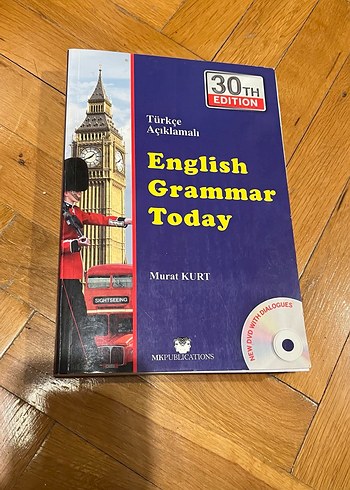 30TH
EDITION
Türkçe
Açıklamalı
English
Grammar
Today
Murat KURT
SIGHTSEEING
NEW DVD WITH DIALOGUES
MKPUBLICATIONS